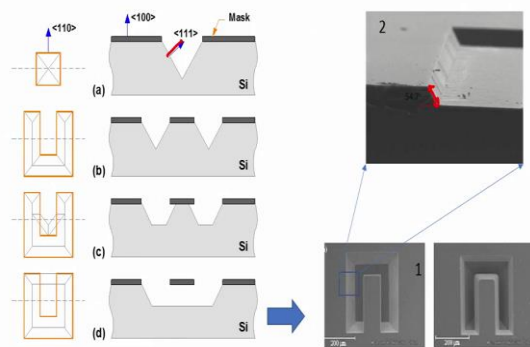 <110>
<100>
<111>
Mask
(a)
Si
(b)
Si
(c)
Si
(d)
Si
2
54.7°
1
200 µm
200 µm